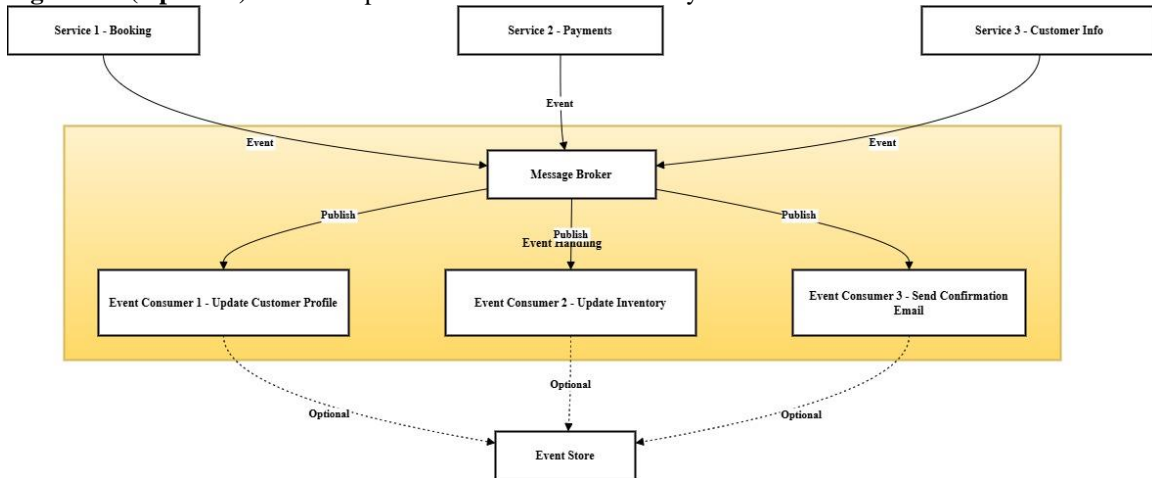 Service 1 - Booking
Service 2 - Payments
Service 3 - Customer Info
Event
Event
Event
Message Broker
Publish
Publish
Publish
Event Handling
Event Consumer 1 - Update Customer Profile
Event Consumer 2 - Update Inventory
Event Consumer 3 - Send Confirmation
Email
Optional
Optional
Optional
Event Store